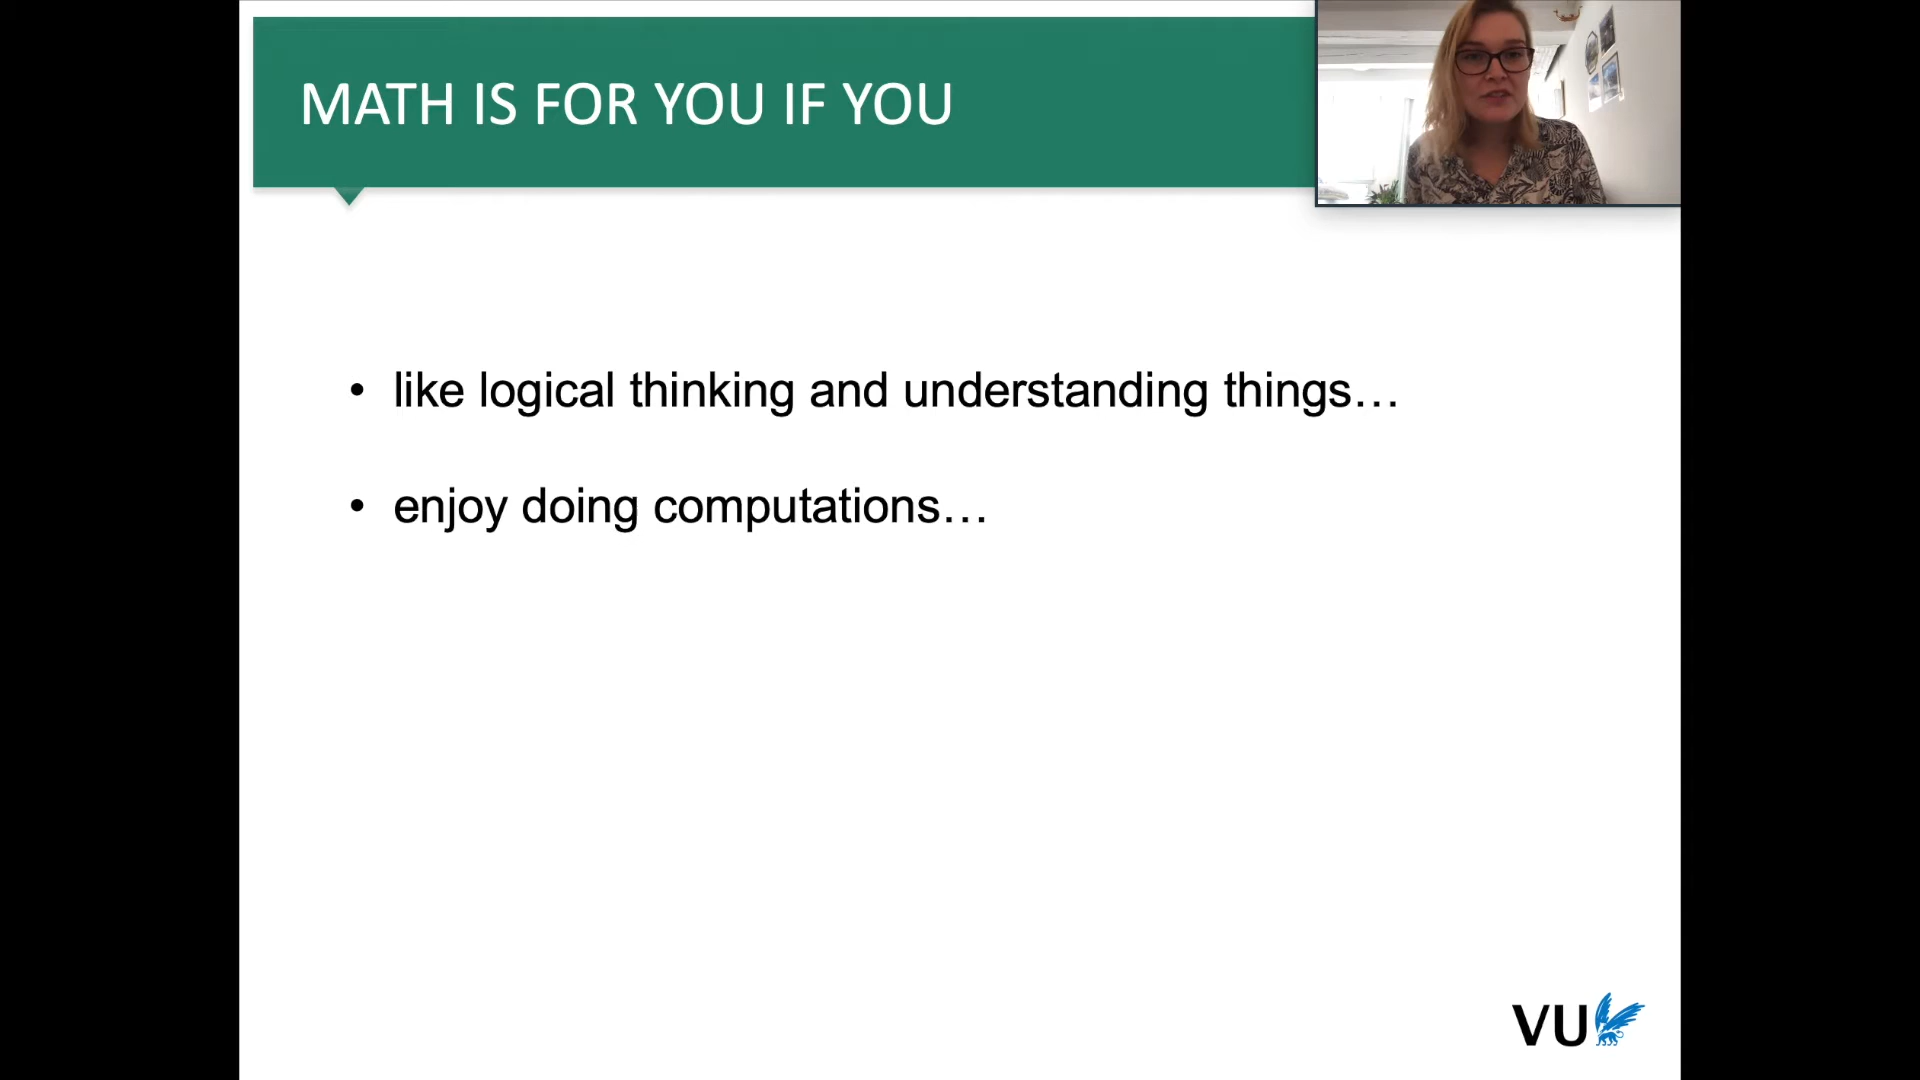 MATH IS FOR YOU IF YOU
• like logical thinking and understanding things…
• enjoy doing computations…
VU